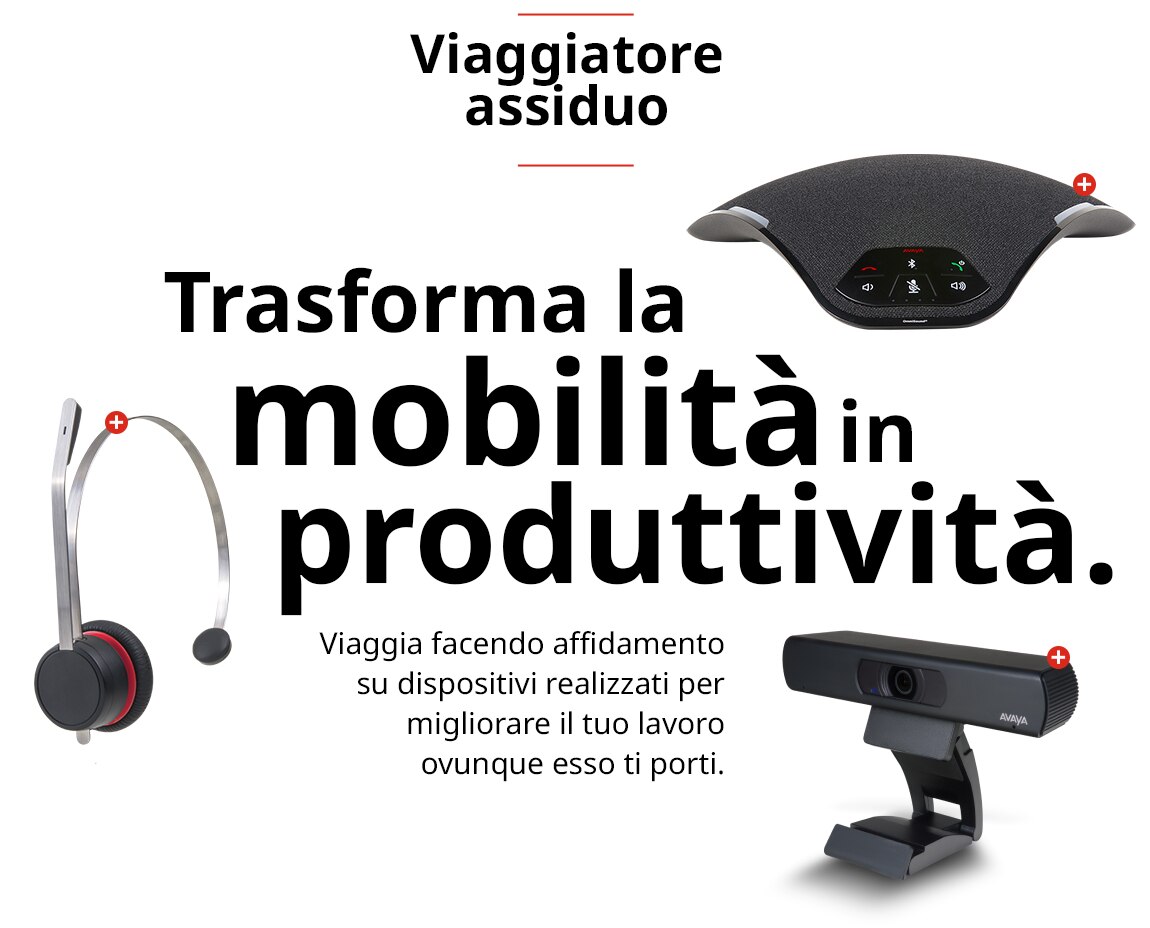 Viaggiatore
assiduo
AVAYA
OmniSound™
Trasforma la
mobilità in
produttività.
Viaggia facendo affidamento
su dispositivi realizzati per
migliorare il tuo lavoro
ovunque esso ti porti.
AVAYA